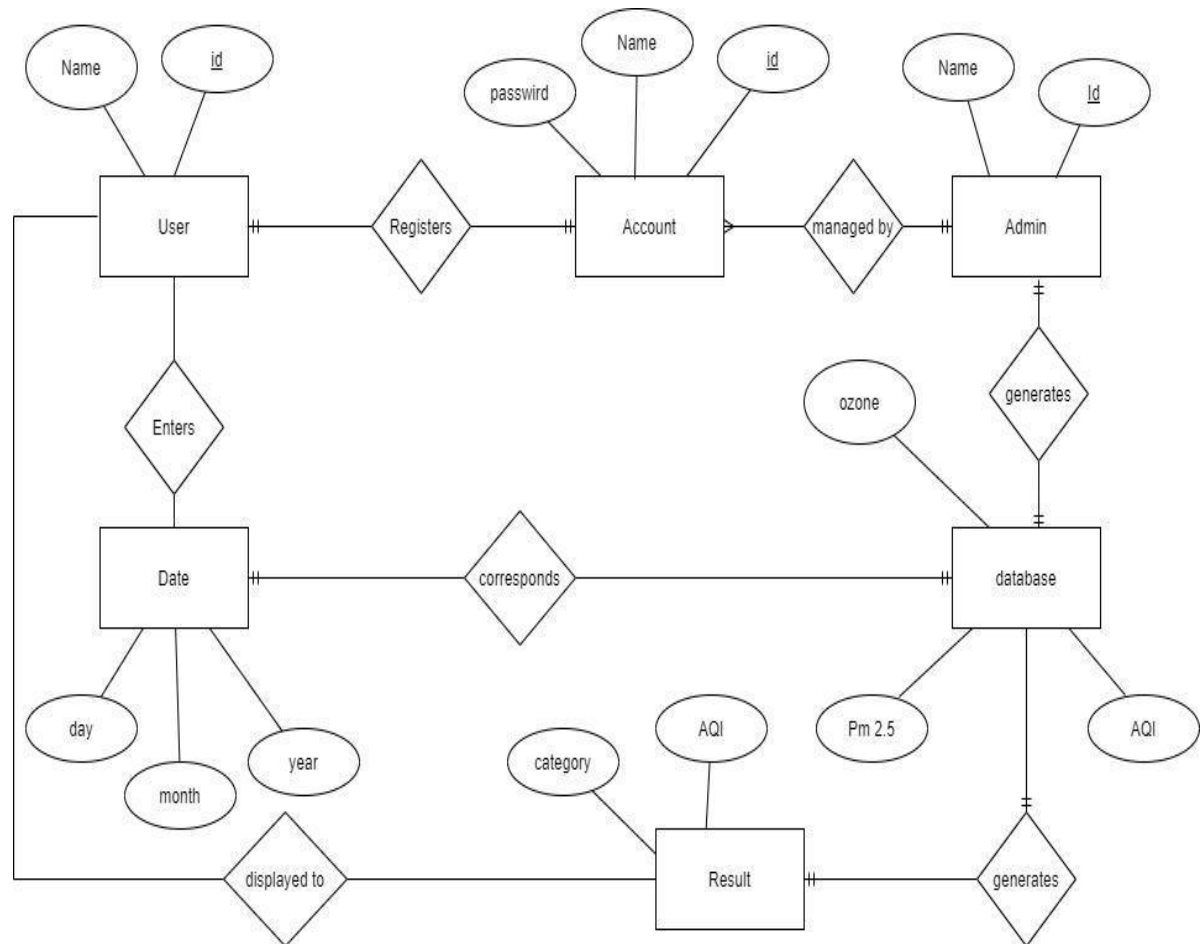 Name
id
passwird
Name
id
Name
Id
User
Registers
Account
managed by
Admin
Enters
ozone
generates
Date
corresponds
database
day
month
year
category
AQI
Pm 2.5
AQI
displayed to
Result
generates